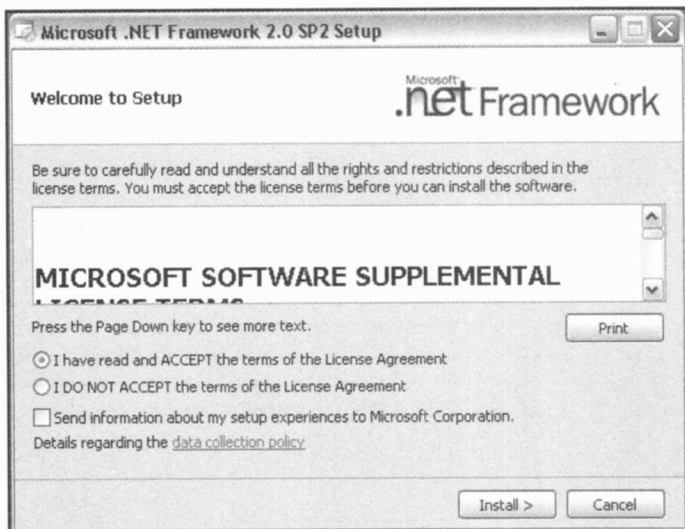 Microsoft .NET Framework 2.0 SP2 Setup
Welcome to Setup
Microsoft
.net Framework
Be sure to carefully read and understand all the rights and restrictions described in the
license terms. You must accept the license terms before you can install the software.
MICROSOFT SOFTWARE SUPPLEMENTAL
LICENSE TERMS
Press the Page Down key to see more text.
Print
I have read and ACCEPT the terms of the License Agreement
I DO NOT ACCEPT the terms of the License Agreement
Send information about my setup experiences to Microsoft Corporation.
Details regarding the data collection policy
Install >
Cancel